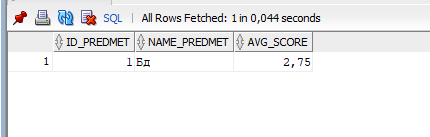 SQL | All Rows Fetched: 1 in 0,044 seconds
ID_PREDMET NAME_PREDMET AVG_SCORE
1 1 Бд 2,75